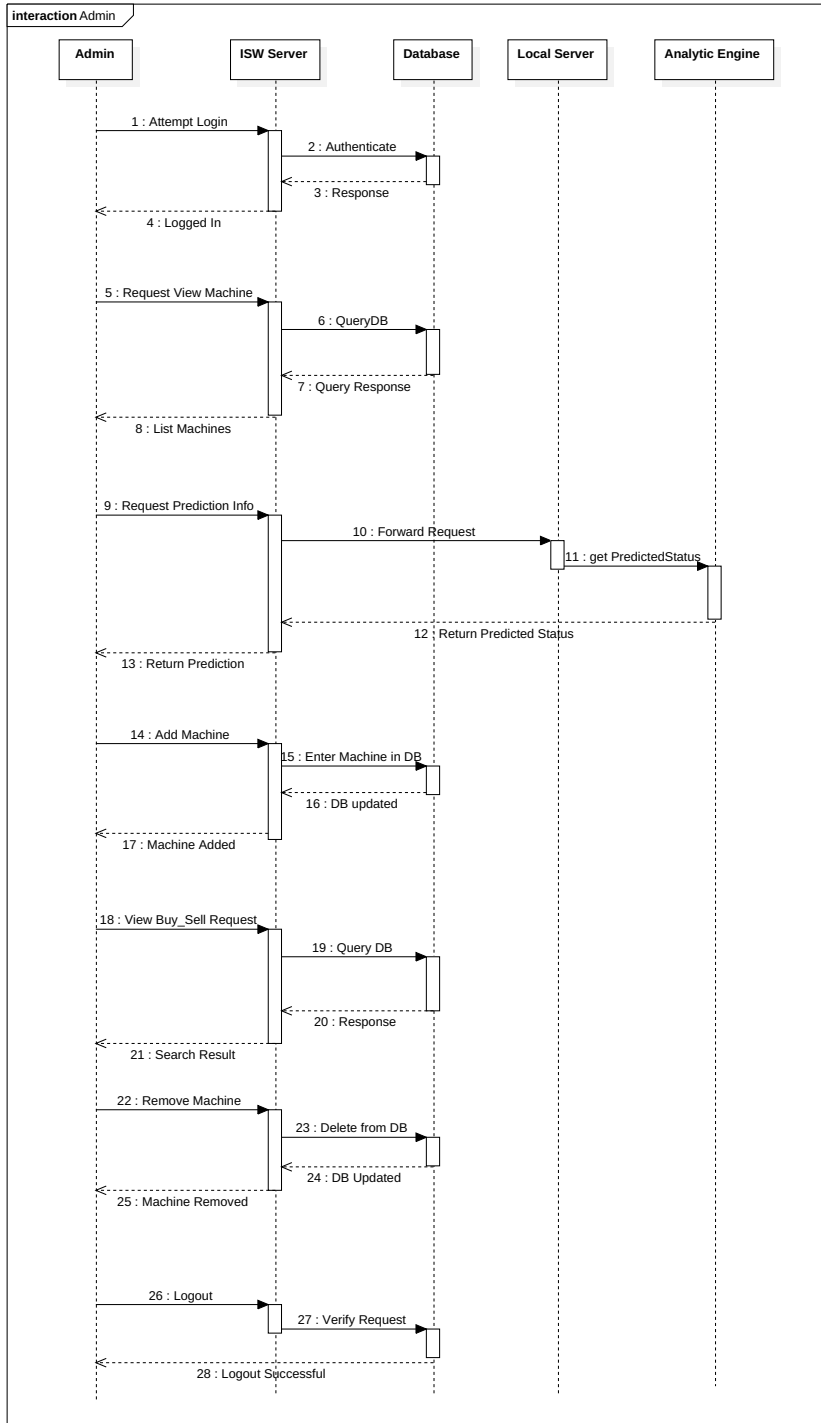 interaction Admin
Admin
ISW Server
Database
Local Server
Analytic Engine
1 : Attempt Login
2 : Authenticate
3 : Response
4 : Logged In
5 : Request View Machine
6 : QueryDB
7 : Query Response
8 : List Machines
9 : Request Prediction Info
10 : Forward Request
11 : get PredictedStatus
12 : Return Predicted Status
13 : Return Prediction
14 : Add Machine
15 : Enter Machine in DB
16 : DB updated
17 : Machine Added
18 : View Buy_Sell Request
19 : Query DB
20 : Response
21 : Search Result
22 : Remove Machine
23 : Delete from DB
24 : DB Updated
25 : Machine Removed
26 : Logout
27 : Verify Request
28 : Logout Successful